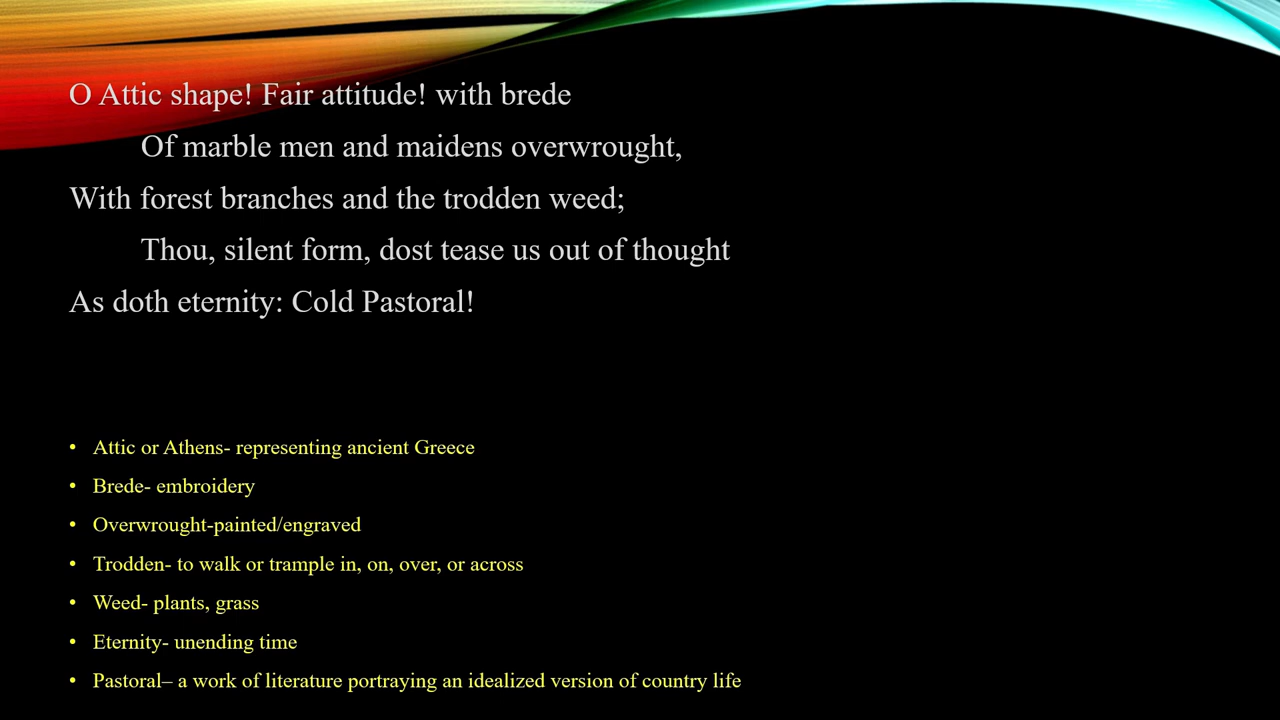 O Attic shape! Fair attitude! with brede
Of marble men and maidens overwrought,
With forest branches and the trodden weed;
Thou, silent form, dost tease us out of thought
As doth eternity: Cold Pastoral!
• Attic or Athens- representing ancient Greece
• Brede- embroidery
• Overwrought-painted/engraved
• Trodden- to walk or trample in, on, over, or across
• Weed- plants, grass
• Eternity- unending time
• Pastoral– a work of literature portraying an idealized version of country life